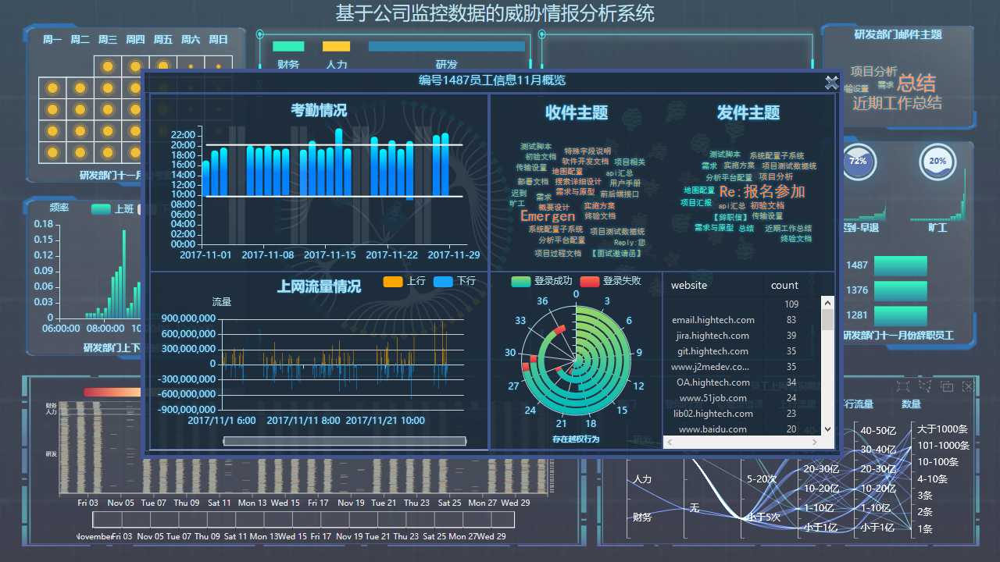 基于公司监控数据的威胁情报分析系统
周一 周二 周三 周四 周五 周六 周日
研发部门十一月
财务 人力 研发
研发部门邮件主题
项目分析
输设置 需求 总结
近期工作总结
编号1487员工信息11月概览
考勤情况
22:00
20:00
18:00
16:00
14:00
12:00
10:00
08:00
06:00
04:00
02:00
00:00
2017-11-01 2017-11-08 2017-11-15 2017-11-22 2017-11-29
收件主题
测试脚本 特殊字段说明
初验文档 软件开发文档 项目相关
传输设置 地图配置 api汇总
部署文档 搜索详细设计 用户手册
迟到 需求 需求与原型 前后端接口
旷工 概要设计 实施方案
Emergen 终验文档
系统配置子系统 项目测试数据统
分析平台配置 Reply:您
项目过程文档 【面试邀请函】
发件主题
测试脚本 系统配置子系统
需求 实施方案 项目测试数据统
分析平台配置 项目分析
地图配置 Re:报名参加
项目汇报 api汇总 初验文档
【辞职信】 传输设置
需求与原型 总结 近期工作总结
终验文档
72% 20%
迟到-早退 旷工
频率 上班
0.18
0.15
0.12
0.09
0.06
0.03
0
06:00:00 08:00:00
研发部门上下
上网流量情况 上行 下行
流量
900,000,000
600,000,000
300,000,000
0
-300,000,000
-600,000,000
-900,000,000
2017/11/1 6:00 2017/11/11 8:00 2017/11/21 10:00
登录成功 登录失败
0 3 6 9 12 15 18 21 24 27 30 33 36
存在越权行为
website count
109
email.hightech.com 83
jira.hightech.com 39
git.hightech.com 35
www.j2medev.co... 35
OA.hightech.com 34
www.51job.com 24
lib02.hightech.com 23
www.baidu.com 20
1487
1376
1281
研发部门十一月份辞职员工
财务
人力
研发
Fri 03 Nov 05 Tue 07 Thu 09 Sat 11 Mon 13 Wed 15 Fri 17 Nov 19 Tue 21 Thu 23 Sat 25 Mon 27 Wed 29
November Fri 03 Nov 05 Tue 07 Thu 09 Sat 11 Mon 13 Wed 15 Fri 17 Nov 19 Tue 21 Thu 23 Sat 25 Mon 27 Wed 29
行流量 数量
人力
财务
无
5-20次
小于5次
20-30亿
10-20亿
1-10亿
小于1亿
40-50亿
30-40亿
20-30亿
10-20亿
1-10亿
小于1亿
大于1000条
101-1000条
10-100条
4-10条
3条
2条
1条